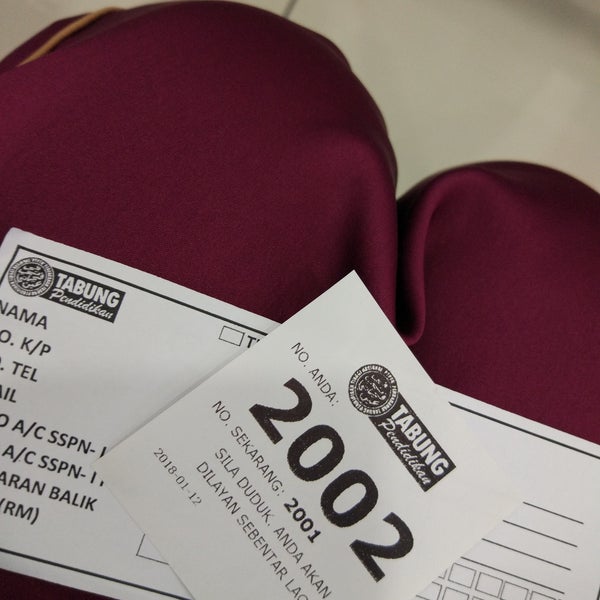 TABUNG
Pendidikan
NAMA
O. K/P
TEL
AIL
O A/C SSPN-
A/C SSPN-
ARAN BALIK
(RM)
TABUNG
Pendidikan
NO. ANDA:
2002
NO. SEKARANG: 2001
SILA DUDUK. ANDA AKAN
DILAYAN SEBENTAR LAG
2018-01-12